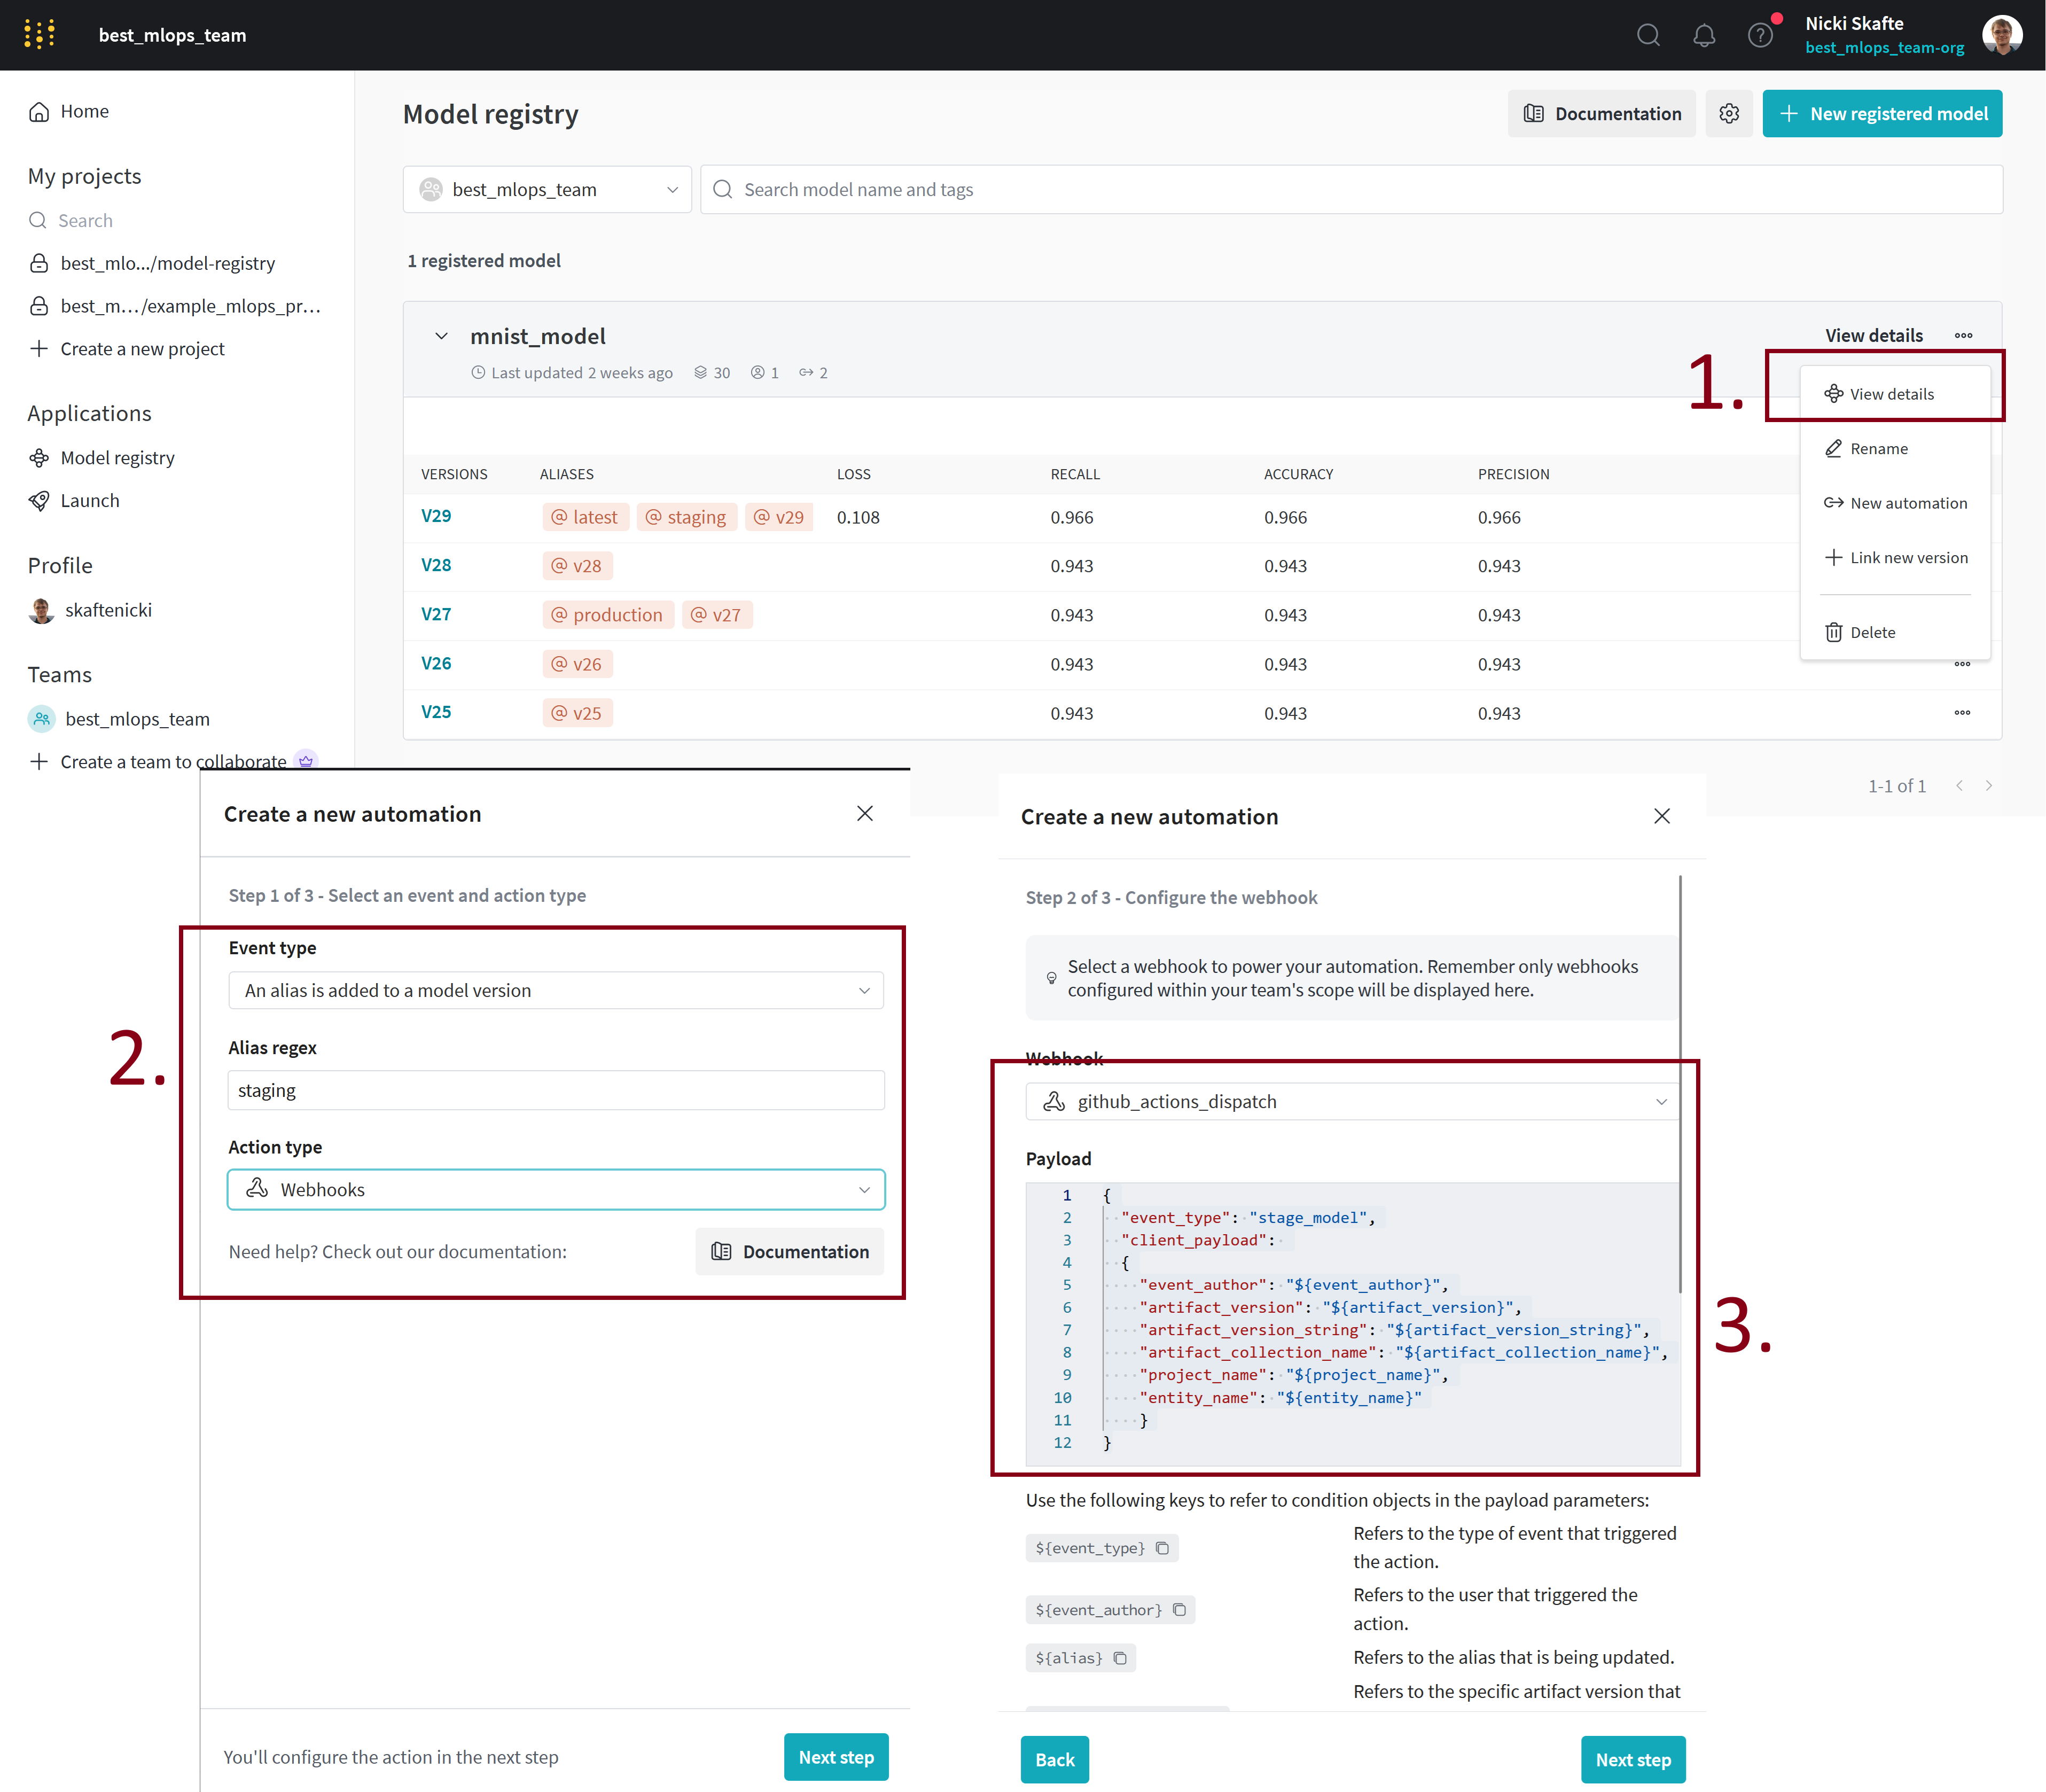 best_mlops_team
Nicki Skafte
best_mlops_team-org
Home
My projects
Search
best_mlo.../model-registry
best_m.../example_mlops_pr...
Create a new project
Applications
Model registry
Launch
Profile
skaftenicki
Teams
best_mlops_team
Create a team to collaborate
Model registry
Documentation
New registered model
best_mlops_team
Search model name and tags
1 registered model
mnist_model
View details
Last updated 2 weeks ago 30 1 2
1.
View details
Rename
New automation
Link new version
Delete
VERSIONS ALIASES LOSS RECALL ACCURACY PRECISION
V29 @ latest @ staging @ v29 0.108 0.966 0.966 0.966
V28 @ v28 0.943 0.943 0.943
V27 @ production @ v27 0.943 0.943 0.943
V26 @ v26 0.943 0.943 0.943
V25 @ v25 0.943 0.943 0.943
1-1 of 1
Create a new automation
Step 1 of 3 - Select an event and action type
2.
Event type
An alias is added to a model version
Alias regex
staging
Action type
Webhooks
Need help? Check out our documentation:
Documentation
You'll configure the action in the next step
Next step
Create a new automation
Step 2 of 3 - Configure the webhook
Select a webhook to power your automation. Remember only webhooks
configured within your team's scope will be displayed here.
Webhook
github_actions_dispatch
Payload
3.
1 {
2 "event_type": "stage_model",
3 "client_payload":
4 {
5 "event_author": "${event_author}",
6 "artifact_version": "${artifact_version}",
7 "artifact_version_string": "${artifact_version_string}",
8 "artifact_collection_name": "${artifact_collection_name}",
9 "project_name": "${project_name}",
10 "entity_name": "${entity_name}"
11 }
12 }
Use the following keys to refer to condition objects in the payload parameters:
${event_type}
Refers to the type of event that triggered
the action.
${event_author}
Refers to the user that triggered the
action.
${alias}
Refers to the alias that is being updated.
Refers to the specific artifact version that
Back
Next step